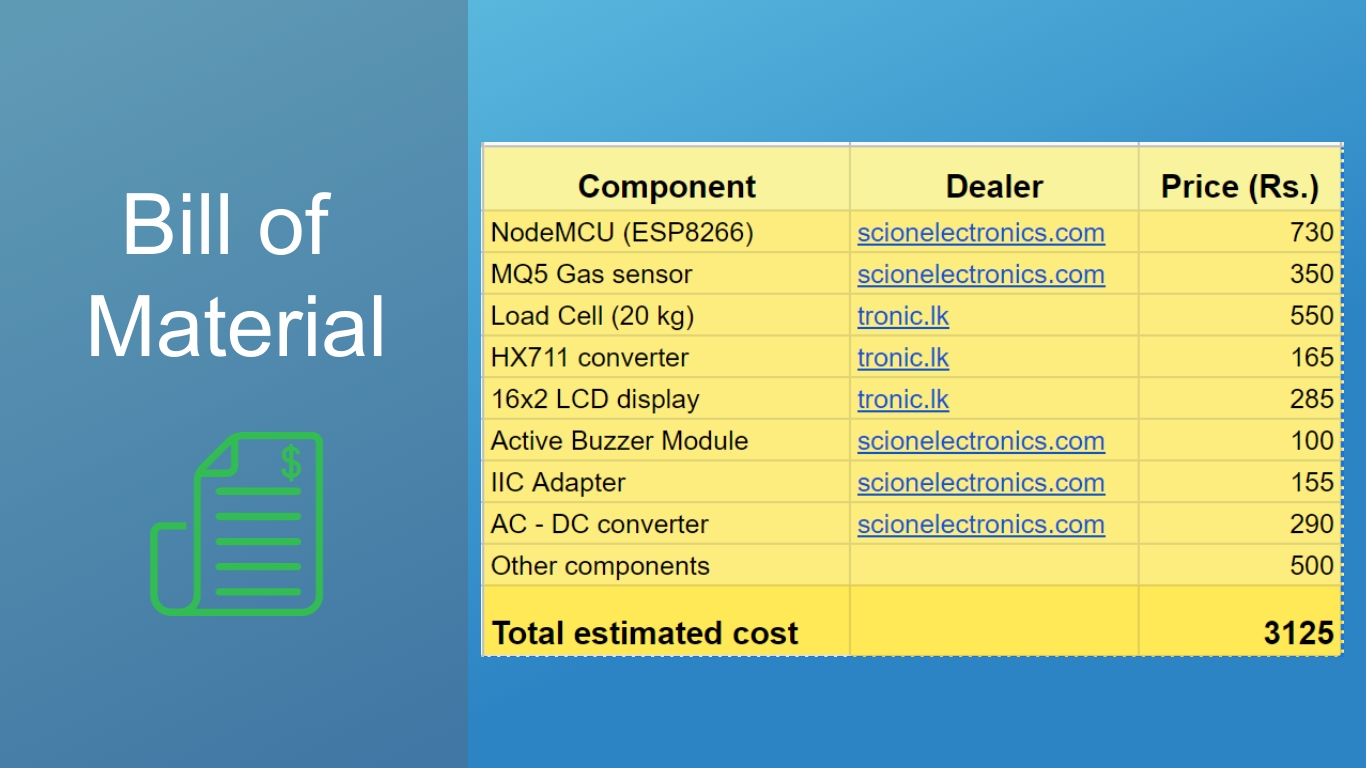 Bill of
Material
$
Component Dealer Price (Rs.)
NodeMCU (ESP8266) scionelectronics.com 730
MQ5 Gas sensor scionelectronics.com 350
Load Cell (20 kg) tronic.lk 550
HX711 converter tronic.lk 165
16x2 LCD display tronic.lk 285
Active Buzzer Module scionelectronics.com 100
IIC Adapter scionelectronics.com 155
AC - DC converter scionelectronics.com 290
Other components 500
Total estimated cost 3125